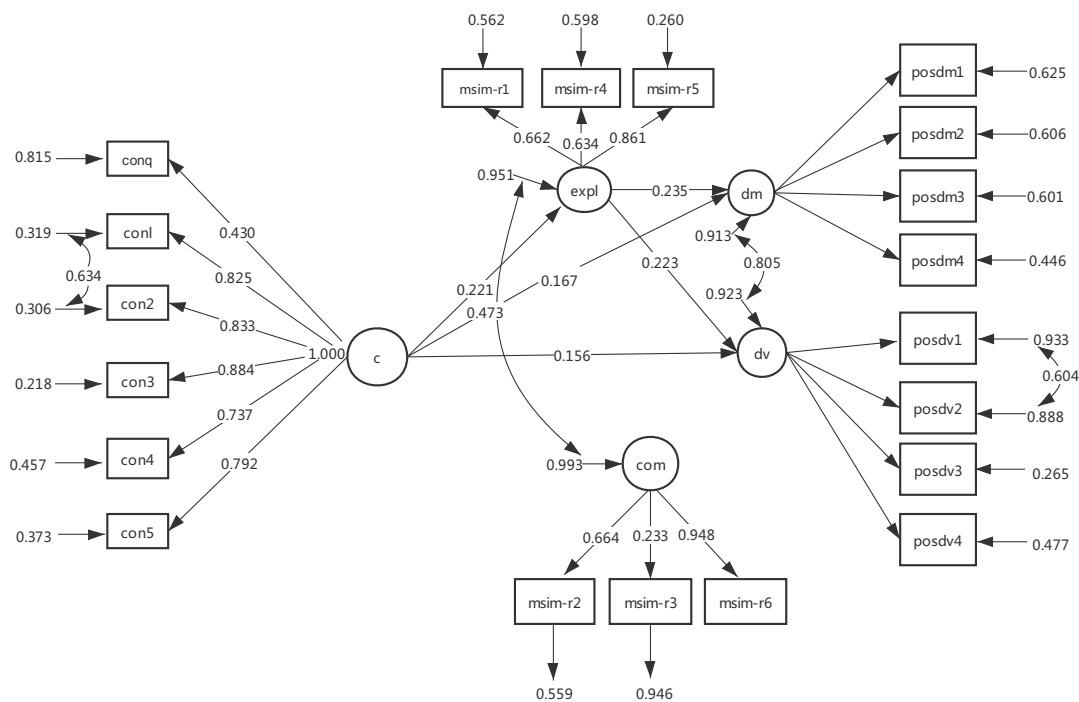 0.562
0.598
0.260
msim-r1
msim-r4
msim-r5
posdm1
0.625
0.662
0.634
0.861
posdm2
0.606
0.815
conq
0.951
expl
0.235
dm
posdm3
0.601
0.319
conl
0.430
0.913
0.634
0.825
0.223
0.805
posdm4
0.446
0.221
0.167
0.306
con2
0.833
0.473
0.923
1.000
c
0.156
dv
posdv1
0.933
0.218
con3
0.884
0.604
0.737
posdv2
0.888
0.457
con4
0.792
0.993
com
posdv3
0.265
0.373
con5
0.664
0.233
0.948
posdv4
0.477
msim-r2
msim-r3
msim-r6
0.559
0.946